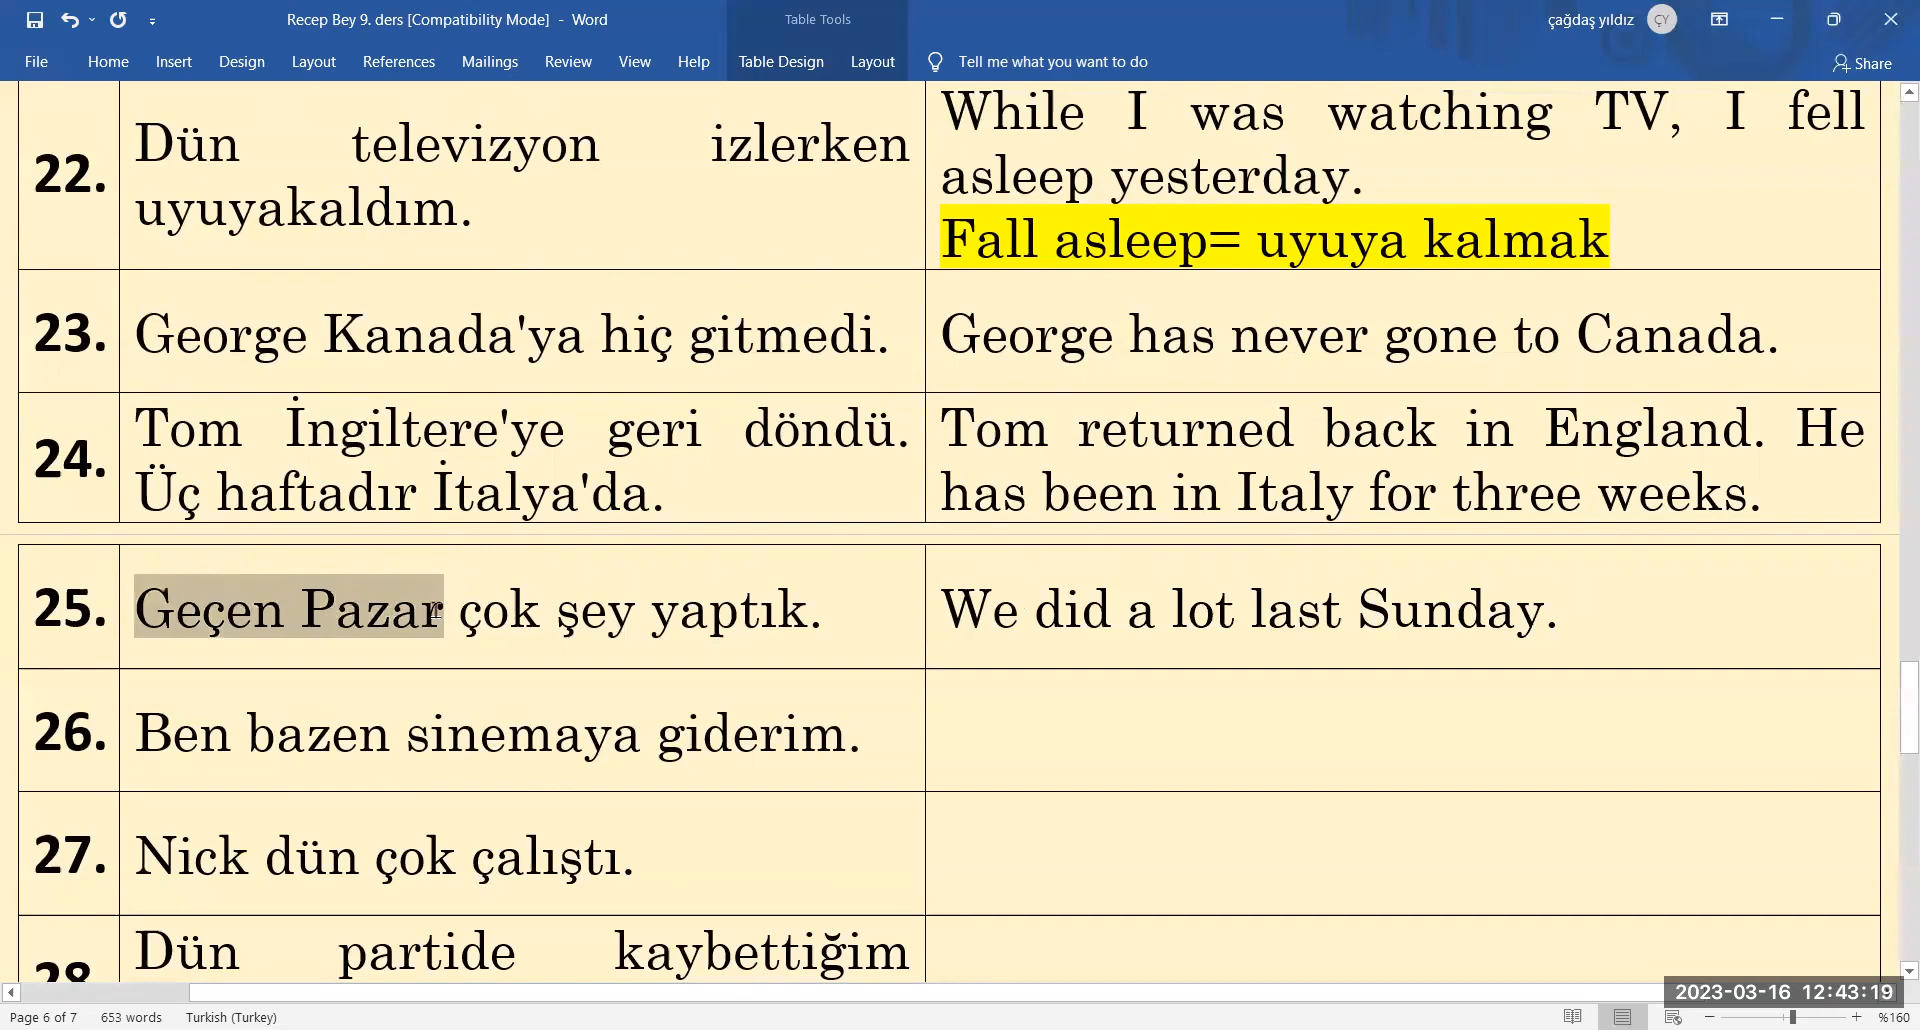 Recep Bey 9. ders [Compatibility Mode] - Word
Table Tools
çağdaş yıldız
ÇY
File Home Insert Design Layout References Mailings Review View Help Table Design Layout Tell me what you want to do
Share
22.
Dün televizyon izlerken
uyuyakaldım.
While I was watching TV, I fell
asleep yesterday.
Fall asleep= uyuya kalmak
23.
George Kanada'ya hiç gitmedi.
George has never gone to Canada.
24.
Tom İngiltere'ye geri döndü.
Üç haftadır İtalya'da.
Tom returned back in England. He
has been in Italy for three weeks.
25.
Geçen Pazar çok şey yaptık.
We did a lot last Sunday.
26.
Ben bazen sinemaya giderim.
27.
Nick dün çok çalıştı.
28
Dün partide kaybettiğim
2023-03-16 12:43:19
Page 6 of 7 653 words Turkish (Turkey)
%160